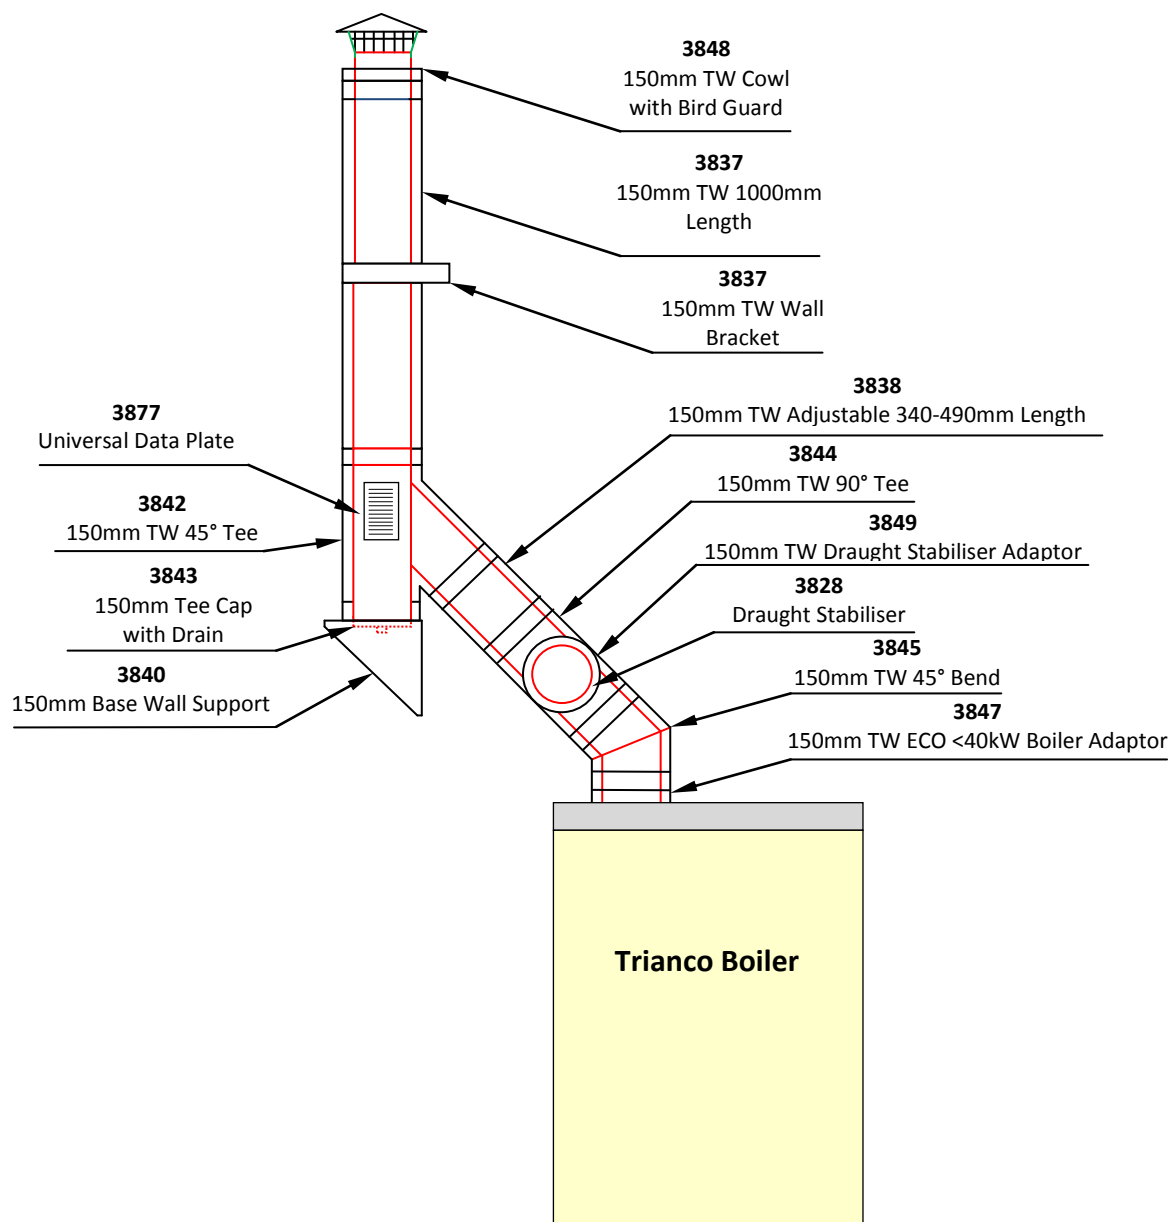 3848
150mm TW Cowl
with Bird Guard
3837
150mm TW 1000mm
Length
3837
150mm TW Wall
Bracket
3838
150mm TW Adjustable 340-490mm Length
3844
150mm TW 90° Tee
3849
150mm TW Draught Stabiliser Adaptor
3828
Draught Stabiliser
3845
150mm TW 45° Bend
3847
150mm TW ECO <40kW Boiler Adaptor
3877
Universal Data Plate
3842
150mm TW 45° Tee
3843
150mm Tee Cap
with Drain
3840
150mm Base Wall Support
Trianco Boiler